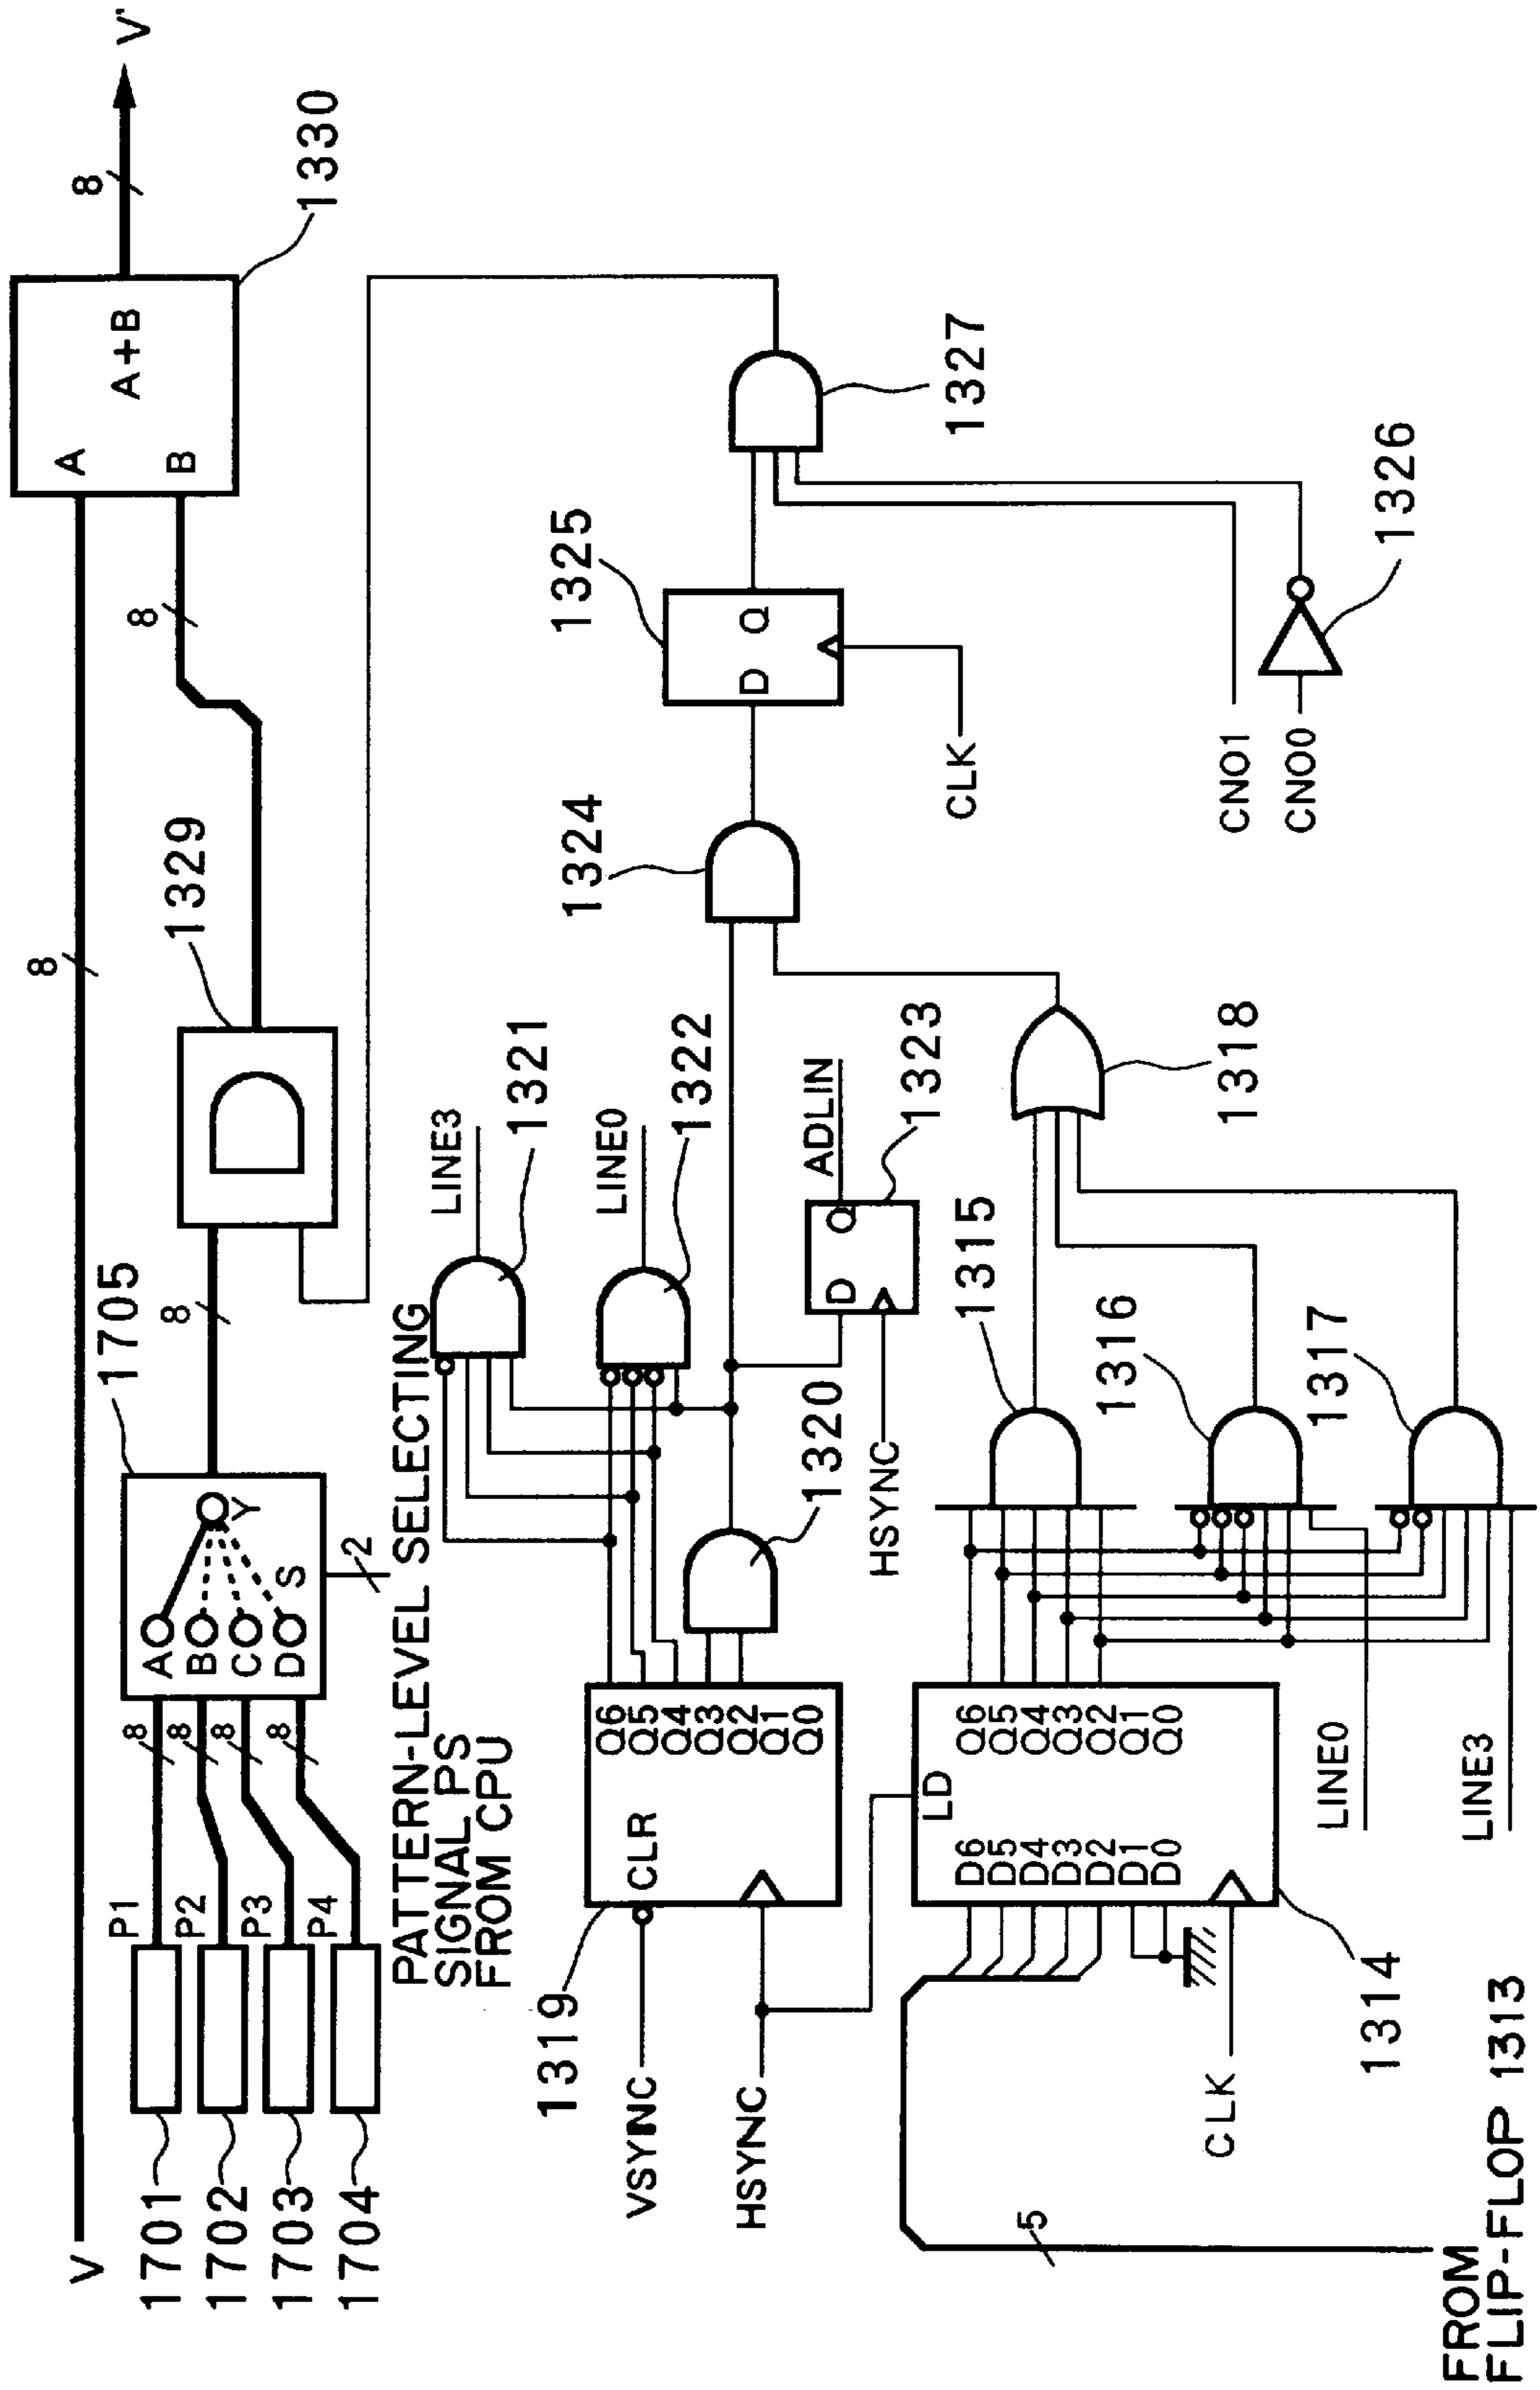 V
8
A
B
A+B
1330
8
V'
1701
1702
1703
1704
P1
P2
P3
P4
8
8
8
8
A
B
C
D
Y
S
2
1705
8
1329
8
PATTERN-LEVEL SELECTING
SIGNAL PS
FROM CPU
LINE3
1321
LINE0
1322
1319
VSYNC
HSYNC
CLR
Q6
Q5
Q4
Q3
Q2
Q1
Q0
1320
HSYNC
D
Q
ADLIN
1323
1324
1325
D
Q
CLK
1327
CNO1
CNO0
1326
LD
D6
D5
D4
D3
D2
D1
D0
Q6
Q5
Q4
Q3
Q2
Q1
Q0
CLK
1314
1315
1316
1317
1318
LINE0
LINE3
5
FROM
FLIP-FLOP 1313